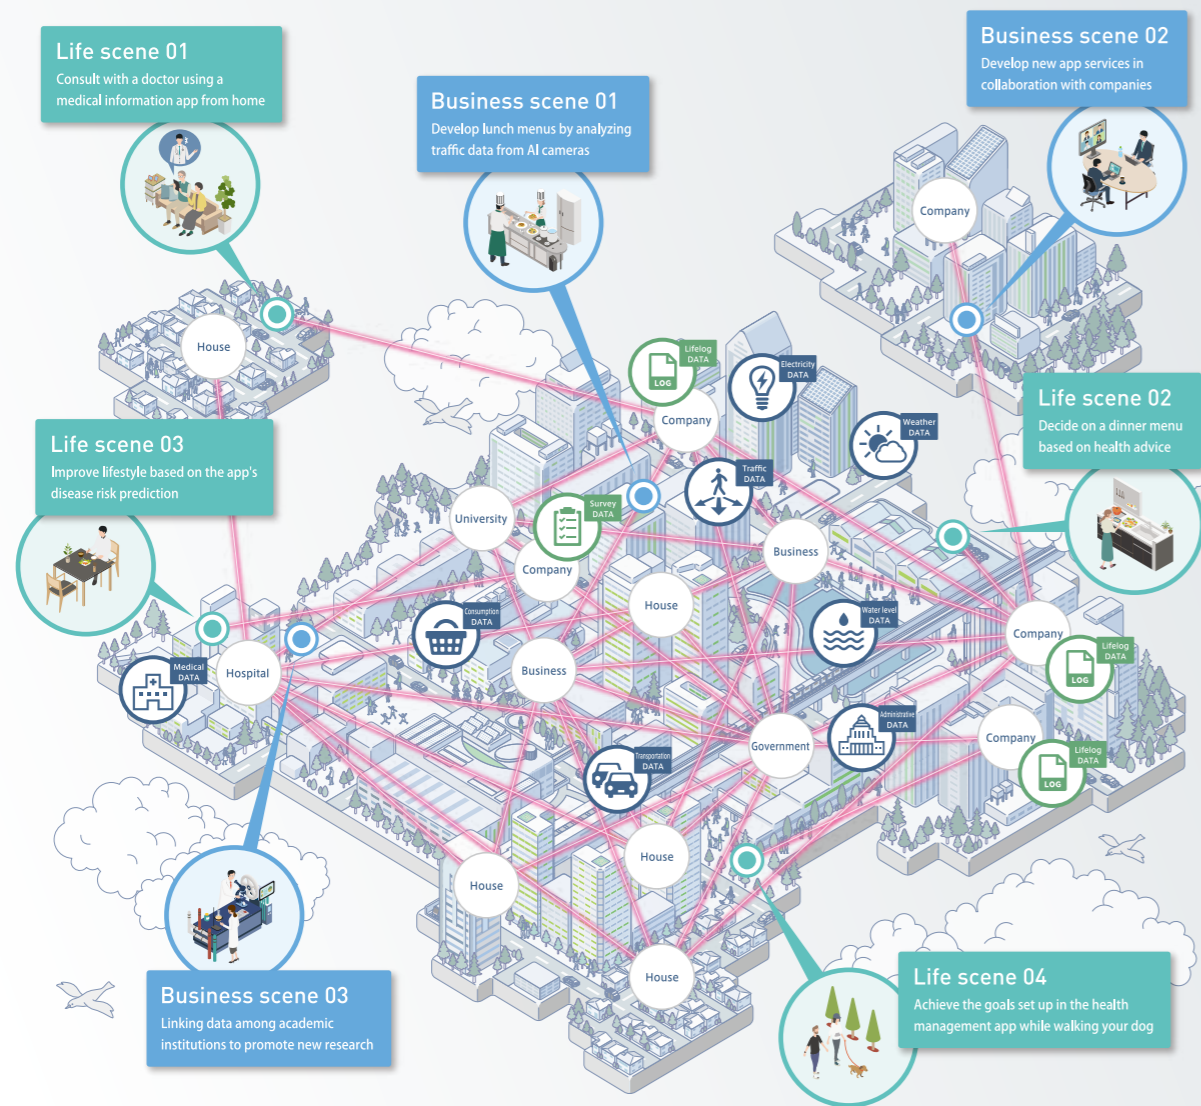 Life scene 01
Consult with a doctor using a
medical information app from home
Business scene 01
Develop lunch menus by analyzing
traffic data from AI cameras
Business scene 02
Develop new app services in
collaboration with companies
Company
House
Lifelog
DATA
LOG
Electricity
DATA
Company
Weather
DATA
Life scene 02
Decide on a dinner menu
based on health advice
Life scene 03
Improve lifestyle based on the app's
disease risk prediction
Traffic
DATA
University
Survey
DATA
Company
Business
House
Consumption
DATA
Water level
DATA
Company
Lifelog
DATA
LOG
Medical
DATA
Hospital
Business
Government
Administrative
DATA
Company
Lifelog
DATA
LOG
Transportation
DATA
House
House
House
Business scene 03
Linking data among academic
institutions to promote new research
Life scene 04
Achieve the goals set up in the health
management app while walking your dog